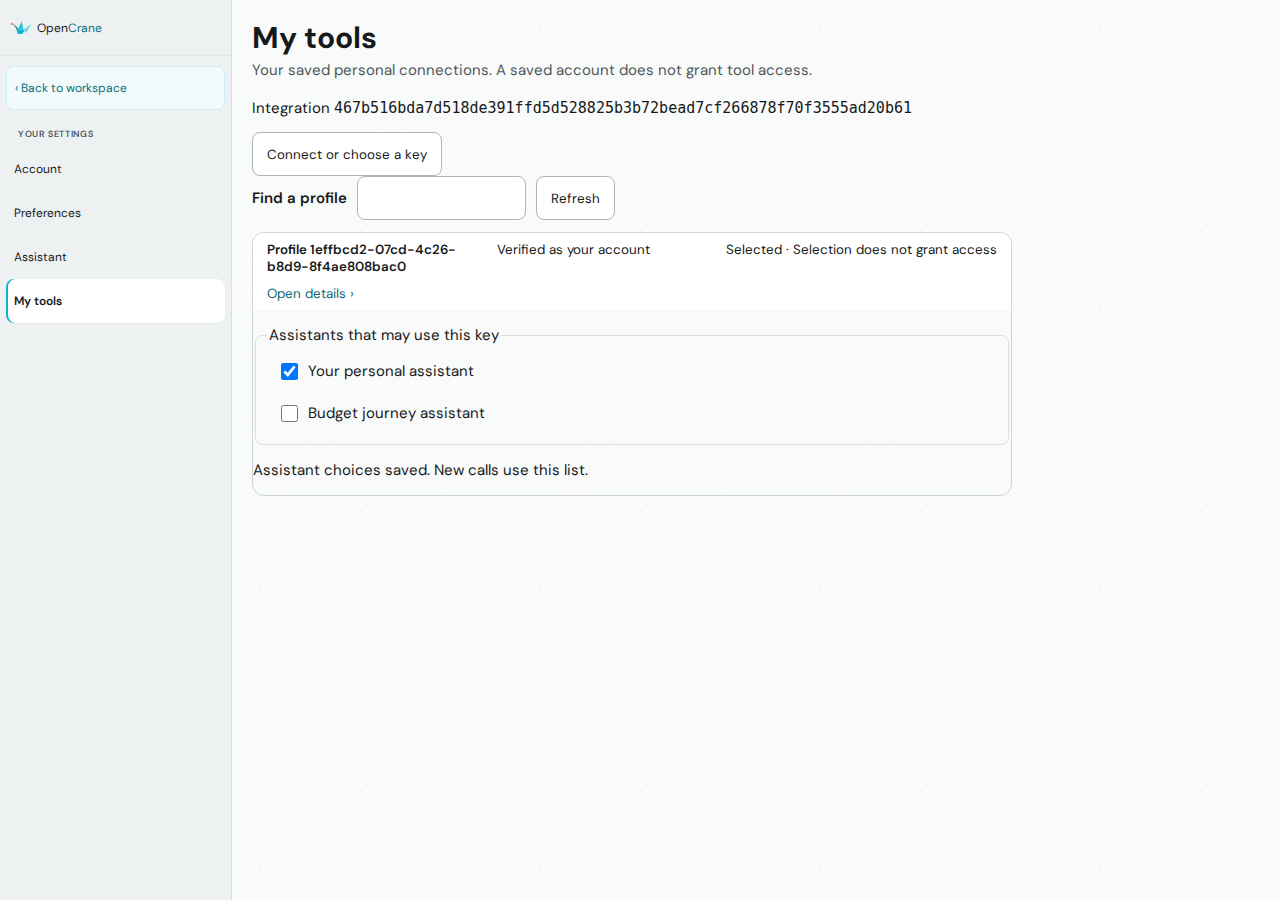 OpenCrane
‹ Back to workspace
YOUR SETTINGS
Account
Preferences
Assistant
My tools
My tools
Your saved personal connections. A saved account does not grant tool access.
Integration 467b516bda7d518de391ffd5d528825b3b72bead7cf266878f70f3555ad20b61
Connect or choose a key
Find a profile
Refresh
Profile 1effbcd2-07cd-4c26-
b8d9-8f4ae808bac0
Verified as your account
Selected · Selection does not grant access
Open details ›
Assistants that may use this key
Your personal assistant
Budget journey assistant
Assistant choices saved. New calls use this list.